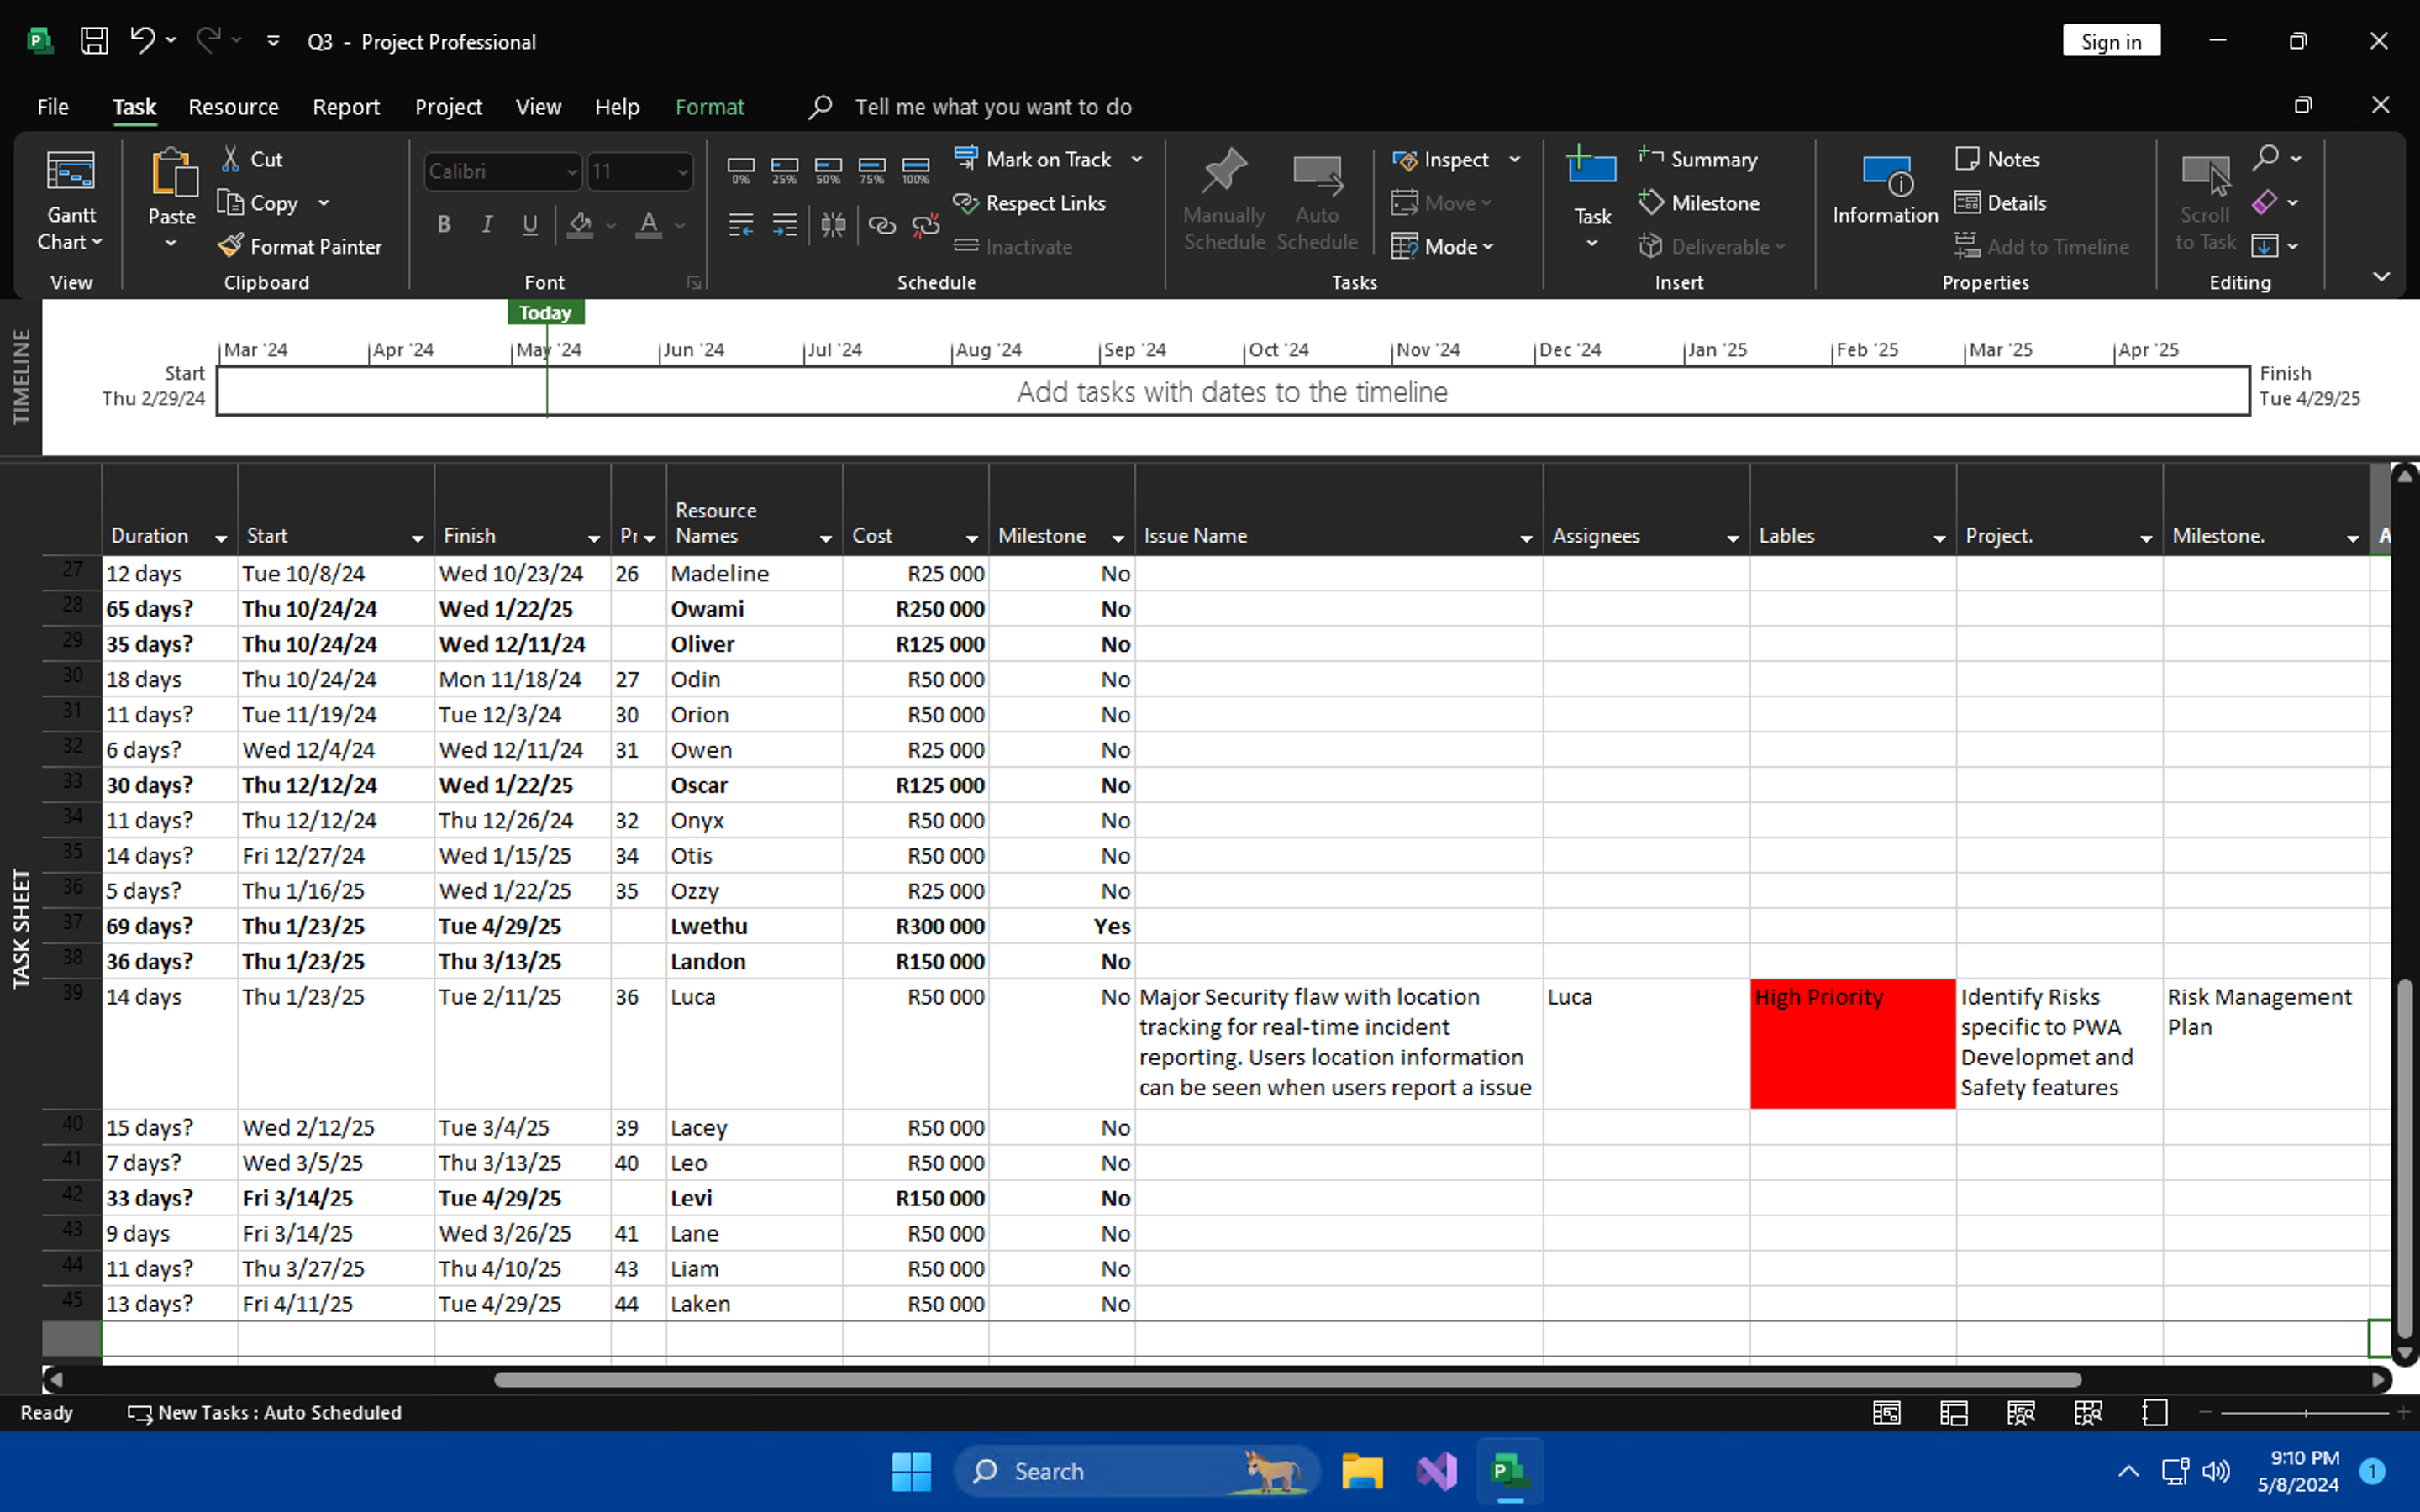 Q3 - Project Professional
Sign in
File Task Resource Report Project View Help Format Tell me what you want to do
Gantt Chart
View
Paste
Cut
Copy
Format Painter
Clipboard
Calibri 11
B I U A
Font
0% 25% 50% 75% 100%
Mark on Track
Respect Links
Inactivate
Schedule
Manually Schedule
Auto Schedule
Inspect
Move
Mode
Tasks
Task
Summary
Milestone
Deliverable
Insert
Information
Notes
Details
Add to Timeline
Properties
Scroll to Task
Editing
TIMELINE
Today
Mar '24 Apr '24 May '24 Jun '24 Jul '24 Aug '24 Sep '24 Oct '24 Nov '24 Dec '24 Jan '25 Feb '25 Mar '25 Apr '25
Start
Thu 2/29/24
Add tasks with dates to the timeline
Finish
Tue 4/29/25
TASK SHEET
Duration Start Finish Pr Resource Names Cost Milestone Issue Name Assignees Lables Project. Milestone. A
27 12 days Tue 10/8/24 Wed 10/23/24 26 Madeline R25 000 No
28 65 days? Thu 10/24/24 Wed 1/22/25 Owami R250 000 No
29 35 days? Thu 10/24/24 Wed 12/11/24 Oliver R125 000 No
30 18 days Thu 10/24/24 Mon 11/18/24 27 Odin R50 000 No
31 11 days? Tue 11/19/24 Tue 12/3/24 30 Orion R50 000 No
32 6 days? Wed 12/4/24 Wed 12/11/24 31 Owen R25 000 No
33 30 days? Thu 12/12/24 Wed 1/22/25 Oscar R125 000 No
34 11 days? Thu 12/12/24 Thu 12/26/24 32 Onyx R50 000 No
35 14 days? Fri 12/27/24 Wed 1/15/25 34 Otis R50 000 No
36 5 days? Thu 1/16/25 Wed 1/22/25 35 Ozzy R25 000 No
37 69 days? Thu 1/23/25 Tue 4/29/25 Lwethu R300 000 Yes
38 36 days? Thu 1/23/25 Thu 3/13/25 Landon R150 000 No
39 14 days Thu 1/23/25 Tue 2/11/25 36 Luca R50 000 No Major Security flaw with location Luca High Priority Identify Risks Risk Management
tracking for real-time incident specific to PWA Plan
reporting. Users location information Developmet and
can be seen when users report a issue Safety features
40 15 days? Wed 2/12/25 Tue 3/4/25 39 Lacey R50 000 No
41 7 days? Wed 3/5/25 Thu 3/13/25 40 Leo R50 000 No
42 33 days? Fri 3/14/25 Tue 4/29/25 Levi R150 000 No
43 9 days Fri 3/14/25 Wed 3/26/25 41 Lane R50 000 No
44 11 days? Thu 3/27/25 Thu 4/10/25 43 Liam R50 000 No
45 13 days? Fri 4/11/25 Tue 4/29/25 44 Laken R50 000 No
Ready New Tasks : Auto Scheduled
Search
9:10 PM
5/8/2024
1